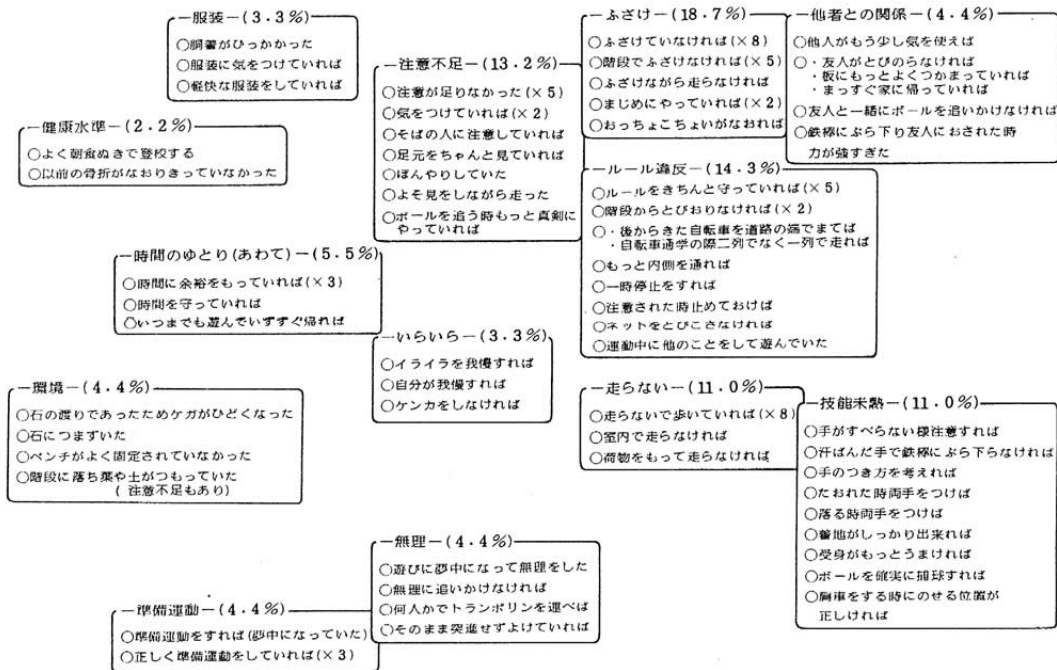 服装－(3.3%)
○胴着がひっかかった
○服装に気をつけていれば
○軽快な服装をしていれば
健康水準－(2.2%)
○よく朝食ぬきで登校する
○以前の骨折がなおりきっていなかった
時間のゆとり(あわて)－(5.5%)
○時間に余裕をもっていれば(×3)
○時間を守っていれば
○いつまでも遊んでいずすぐ帰れば
環境－(4.4%)
○石の渡りであったためケガがひどくなった
○石につまずいた
○ベンチがよく固定されていなかった
○階段に落ち葉や土がつもっていた
(注意不足もあり)
準備運動－(4.4%)
○準備運動をすれば(夢中になっていた)
○正しく準備運動をしていれば(×3)
注意不足－(13.2%)
○注意が足りなかった(×5)
○気をつけていれば(×2)
○そばの人に注意していれば
○足元をちゃんと見ていれば
○ぼんやりしていた
○よそ見をしながら走った
○ボールを追う時もっと真剣に
やっていれば
いらいら－(3.3%)
○イライラを我慢すれば
○自分が我慢すれば
○ケンカをしなければ
無理－(4.4%)
○遊びに夢中になって無理をした
○無理に追いかけなければ
○何人かでトランポリンを運べば
○そのまま突進せずよけていれば
ふざけ－(18.7%)
○ふざけていなければ(×8)
○階段でふざけなければ(×5)
○ふざけながら走らなければ
○まじめにやっていれば(×2)
○おっちょこちょいがなおれば
ルール違反－(14.3%)
○ルールをきちんと守っていれば(×5)
○階段からとびおりなければ(×2)
○・後からきた自転車を道路の端でまてば
・自転車通学の際二列でなく一列で走れば
○もっと内側を通れば
○一時停止をすれば
○注意された時止めておけば
○ネットをとびこさなければ
○運動中に他のことをして遊んでいた
走らない－(11.0%)
○走らないで歩いていれば(×8)
○室内で走らなければ
○荷物をもって走らなければ
他者との関係－(4.4%)
○他人がもう少し気を使えば
○・友人がとびのらなければ
・板にもっとよくつかまっていれば
・まっすぐ家に帰っていれば
○友人と一緒にボールを追いかけなければ
○鉄棒にぶら下り友人におされた時
力が強すぎた
技能未熟－(11.0%)
○手がすべらない様注意すれば
○汗ばんだ手で鉄棒にぶら下らなければ
○手のつき方を考えれば
○たおれた時両手をつけば
○落る時両手をつけば
○着地がしっかり出来れば
○受身がもっとうまければ
○ボールを確実に捕球すれば
○肩車をする時にのせる位置が
正しければ